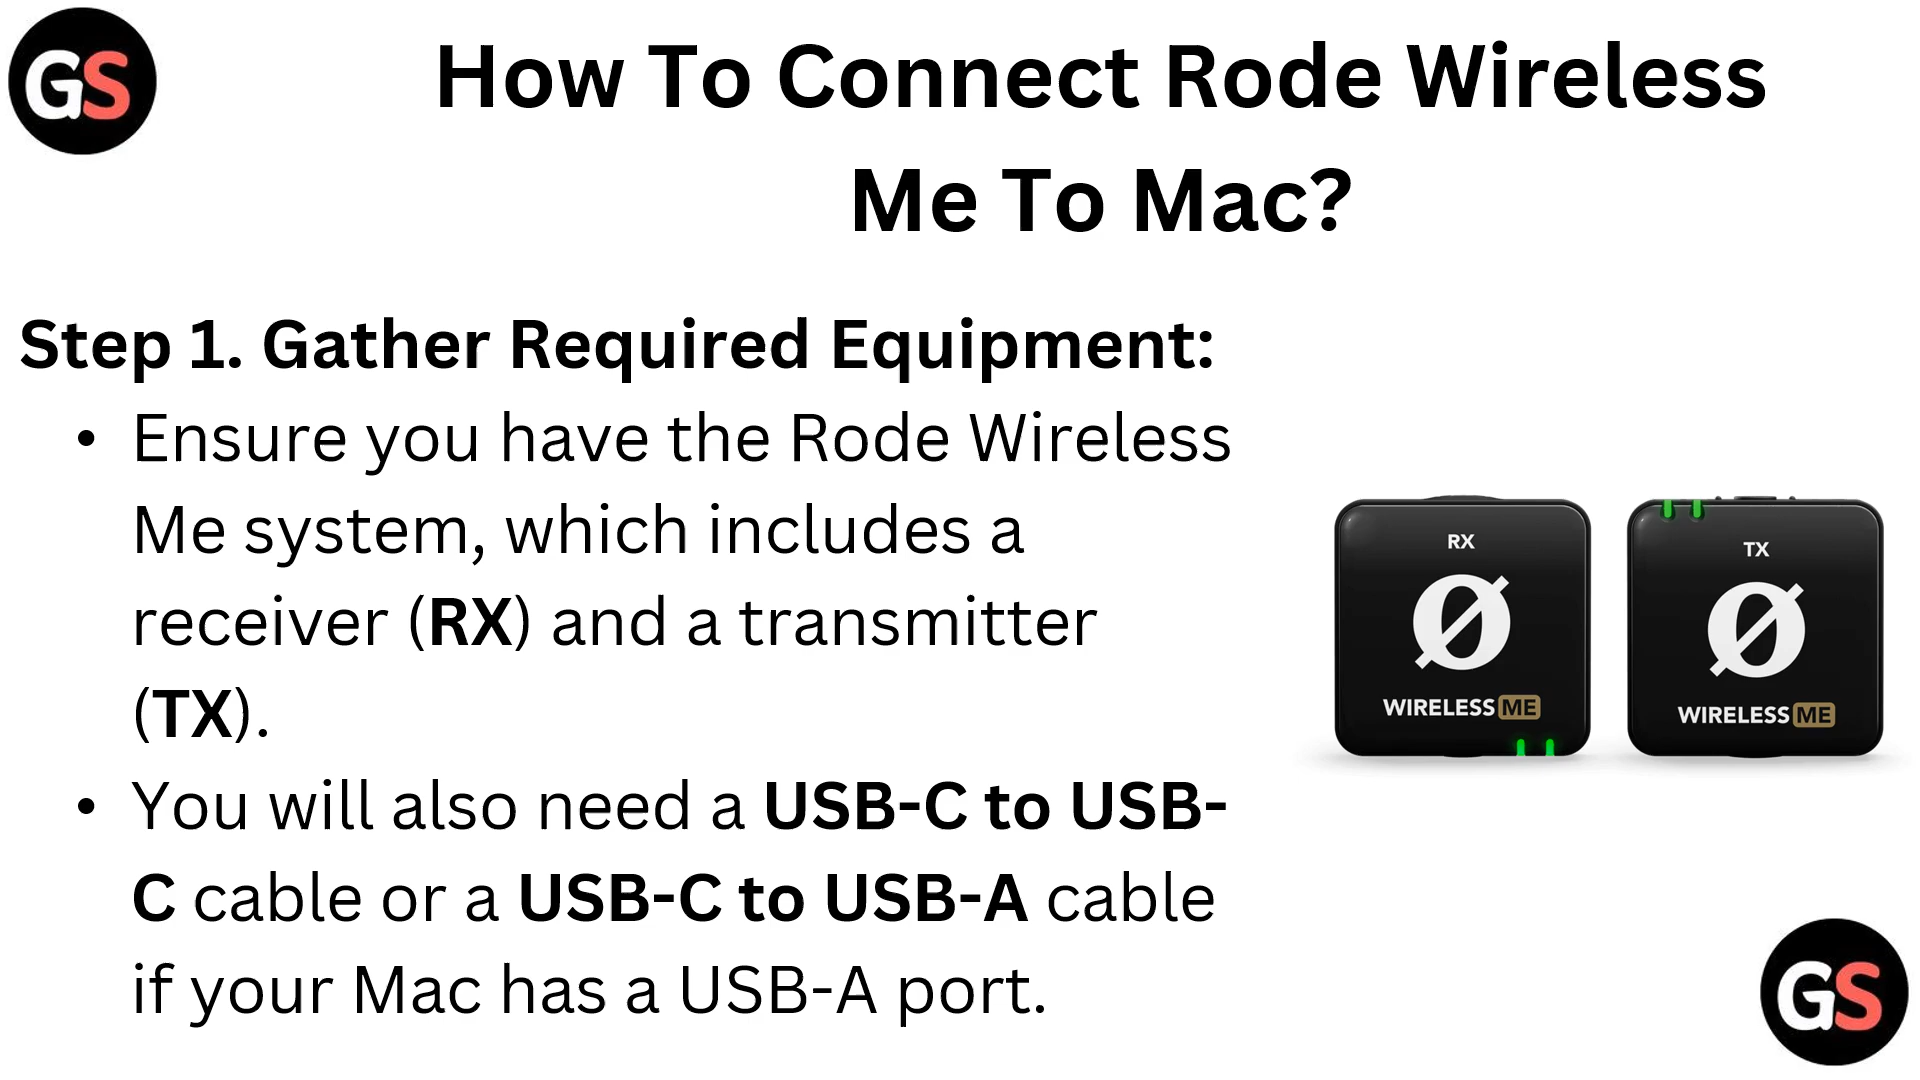 GS
How To Connect Rode Wireless
Me To Mac?
Step 1. Gather Required Equipment:
• Ensure you have the Rode Wireless
Me system, which includes a
receiver (RX) and a transmitter
(TX).
• You will also need a USB-C to USB-
C cable or a USB-C to USB-A cable
if your Mac has a USB-A port.
RX
WIRELESS ME
TX
WIRELESS ME
GS